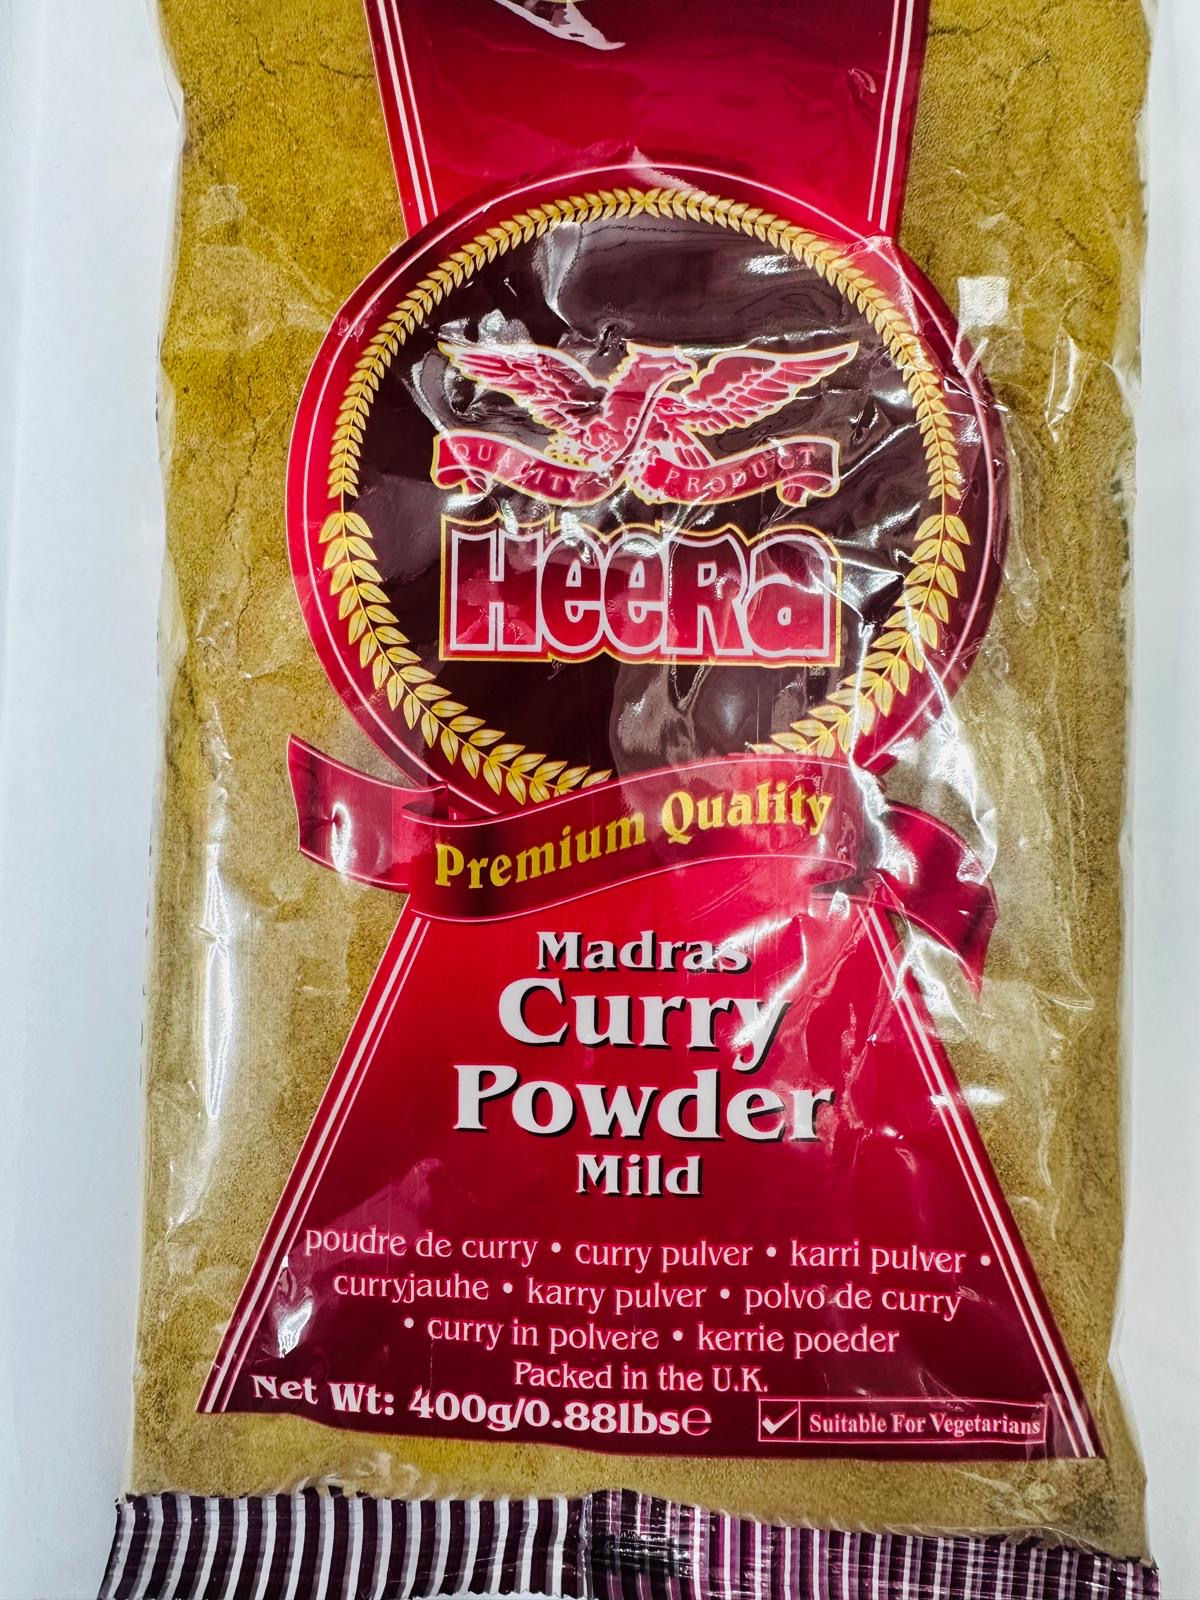 QUALITY PRODUCT
HeeRa
Premium Quality
Madras
Curry
Powder
Mild
poudre de curry • curry pulver • karri pulver •
curryjauhe • karry pulver • polvo de curry
• curry in polvere • kerrie poeder
Packed in the U.K.
Net Wt: 400g/0.88lbs℮
Suitable For Vegetarians